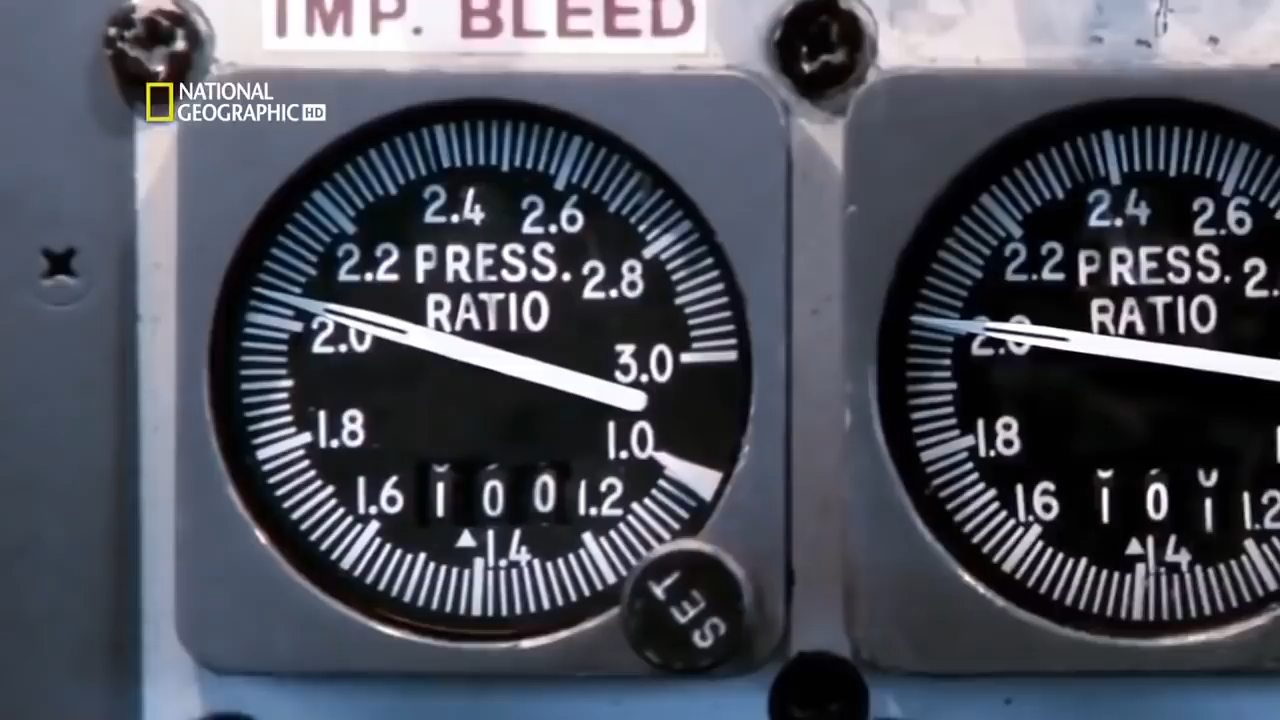 IMP. BLEED
NATIONAL
GEOGRAPHIC HD
2.4 2.6
2.2 PRESS. 2.8
RATIO
2.0
3.0
1.8
1.0
1.6 1 0 0 1.2
1.4
SET
2.4 2.6
2.2 PRESS. 2.
RATIO
2.0
1.8
1.6 1 0 1 1.2
1.4